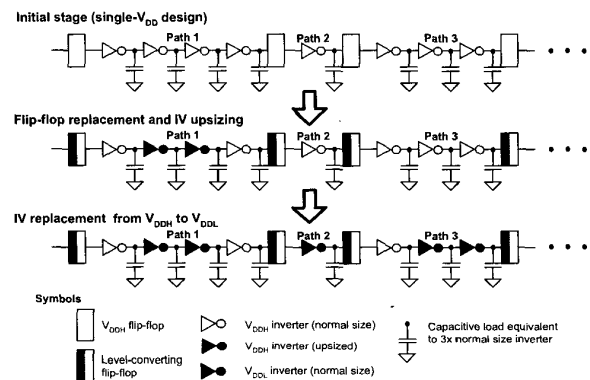 Initial stage (single-VDD design)
Path 1
Path 2
Path 3
Flip-flop replacement and IV upsizing
Path 1
Path 2
Path 3
IV replacement from VDDH to VDDL
Path 1
Path 2
Path 3
Symbols
VDDH flip-flop
Level-converting
flip-flop
VDDH inverter (normal size)
VDDH inverter (upsized)
VDDL inverter (normal size)
Capacitive load equivalent
to 3x normal size inverter